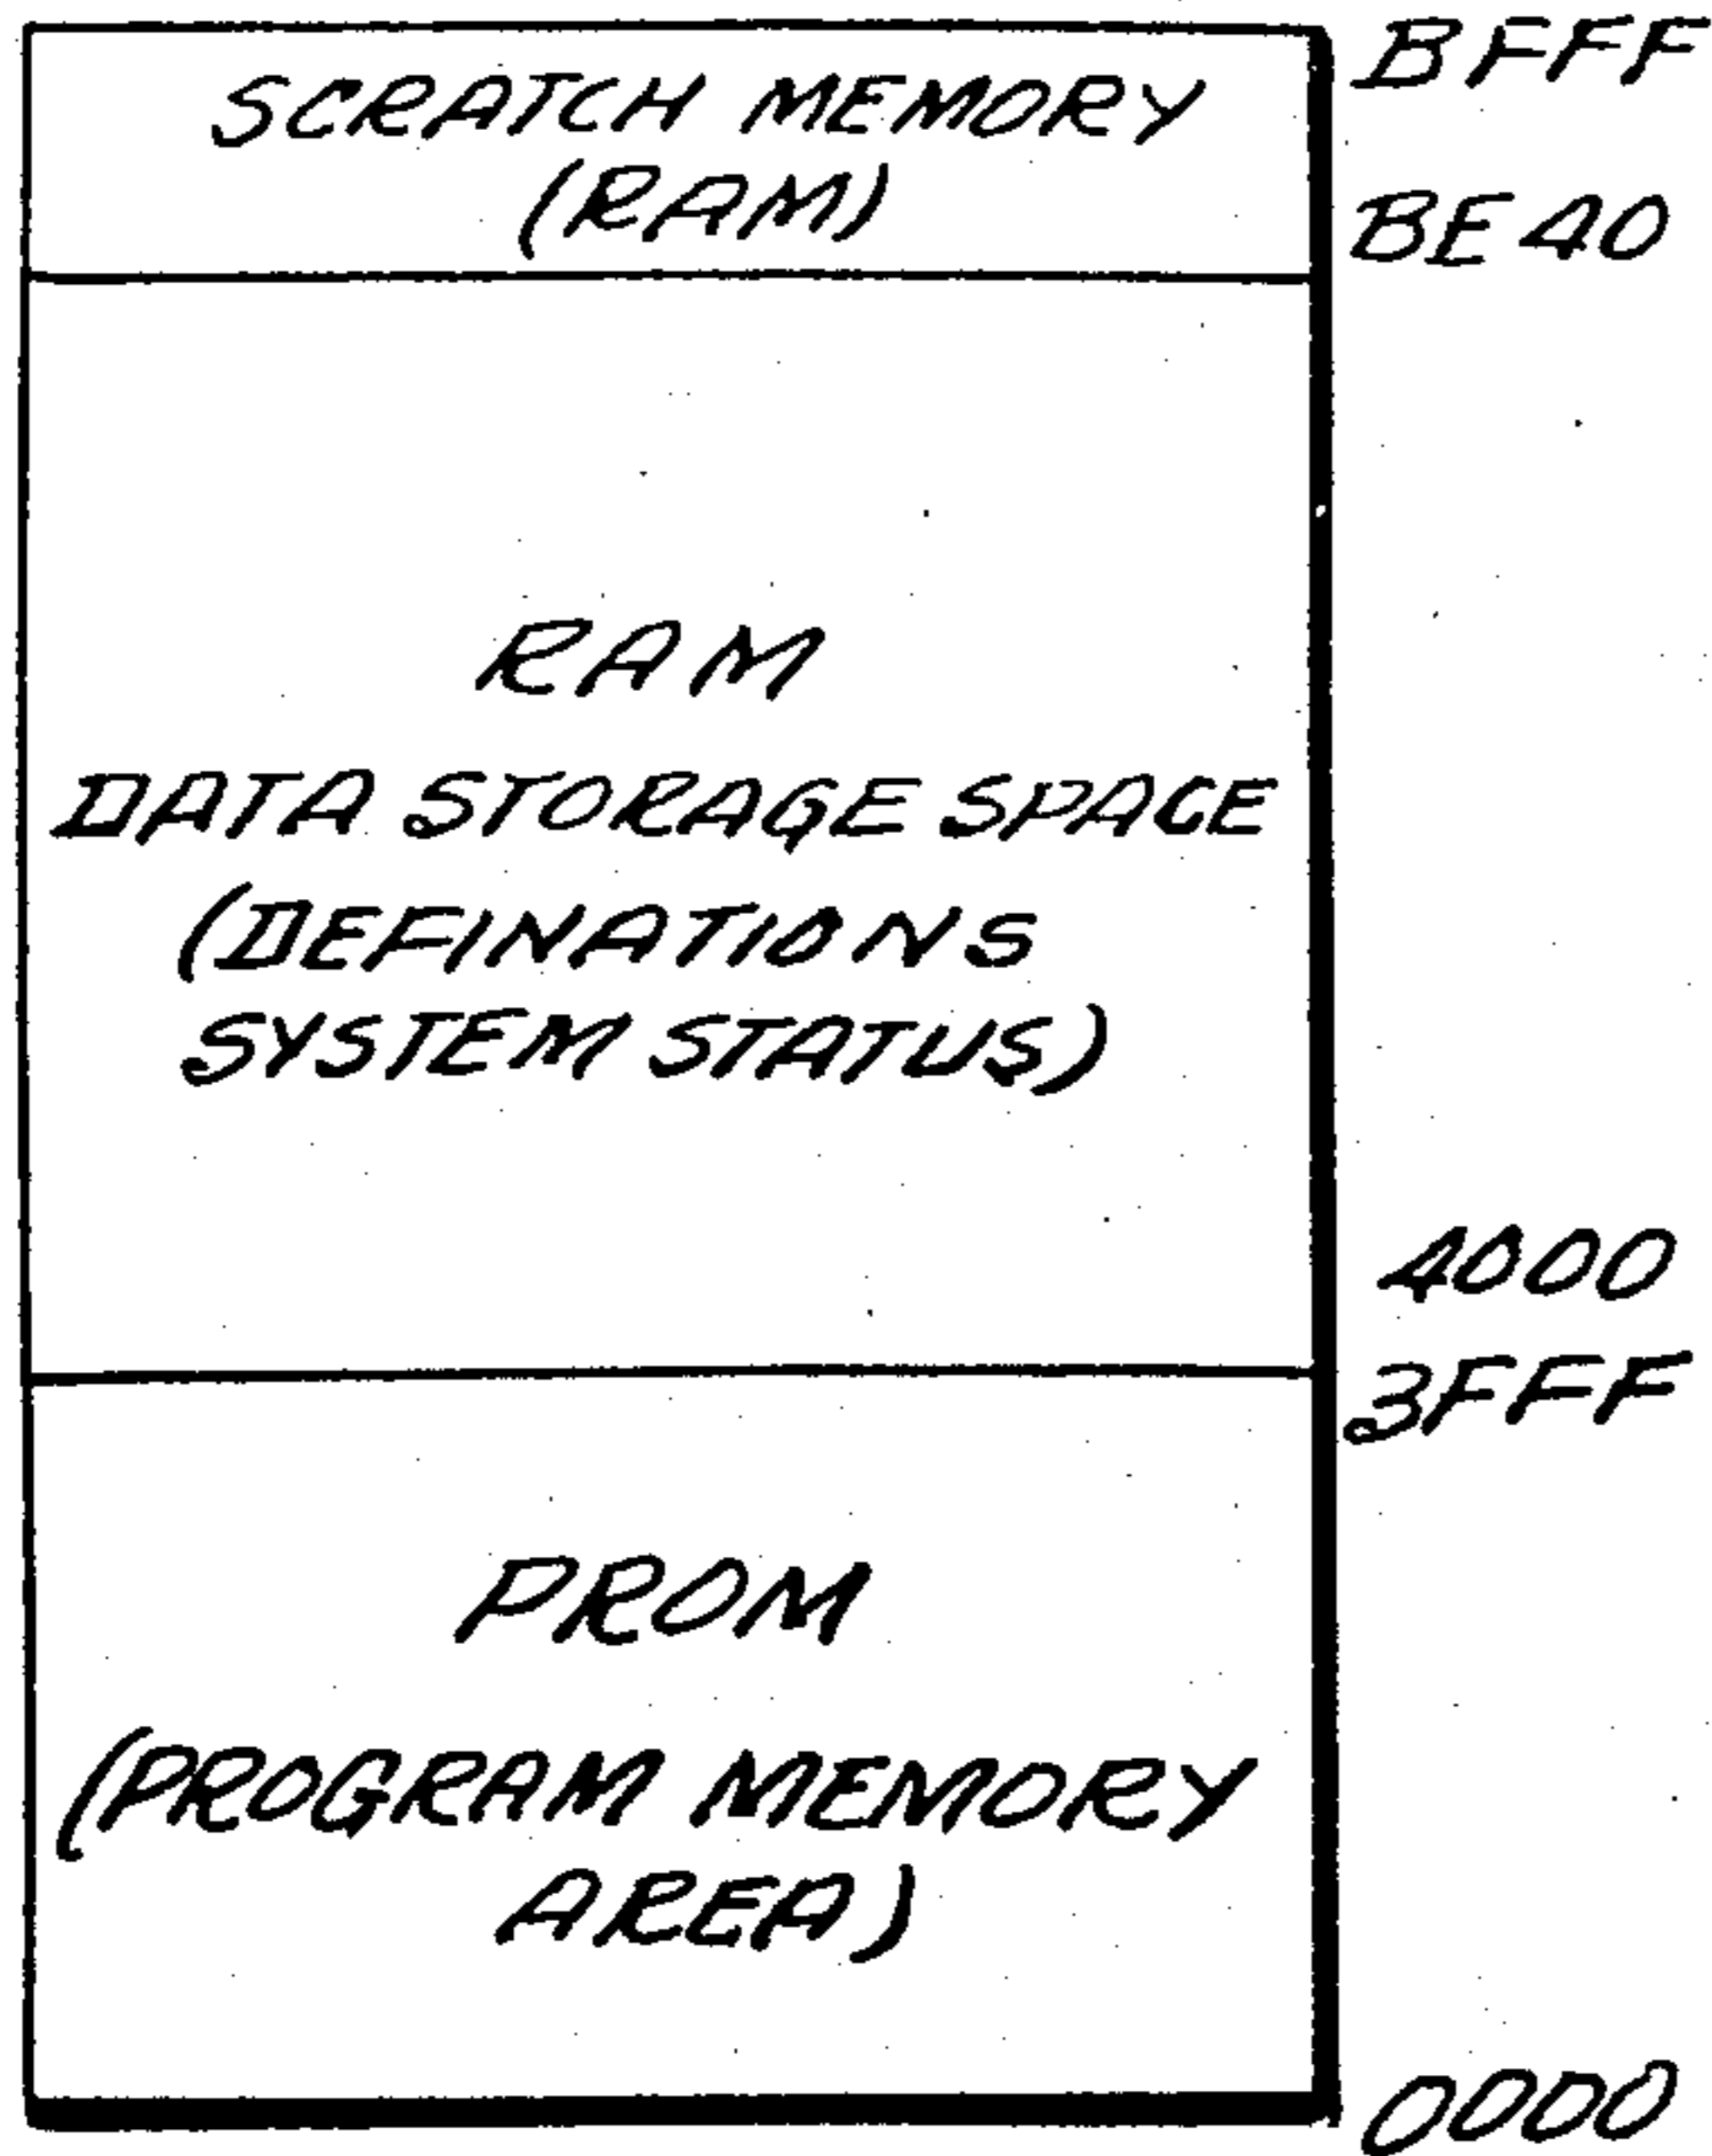 BFFF
SCRATCH MEMORY
(RAM)
BE40
RAM
DATA STORAGE SPACE
(DEFINATIONS
SYSTEM STATUS)
4000
3FFF
PROM
(PROGRAM MEMORY
AREA)
0000